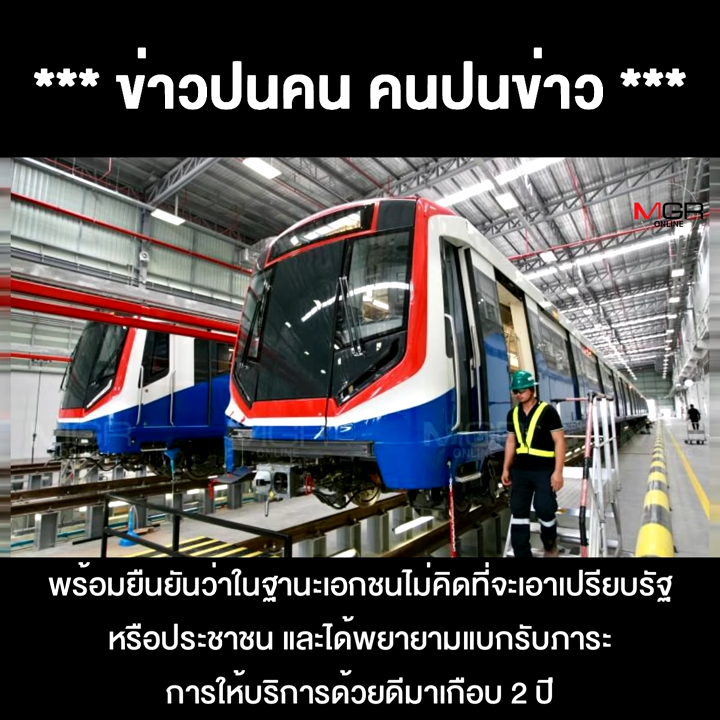 *** ข่าวปนคน คนปนข่าว ***
MGR
ONLINE
MGR
ONLINE
MGR
ONLINE
พร้อมยืนยันว่าในฐานะเอกชนไม่คิดที่จะเอาเปรียบรัฐ
หรือประชาชน และได้พยายามแบกรับภาระ
การให้บริการด้วยดีมาเกือบ 2 ปี